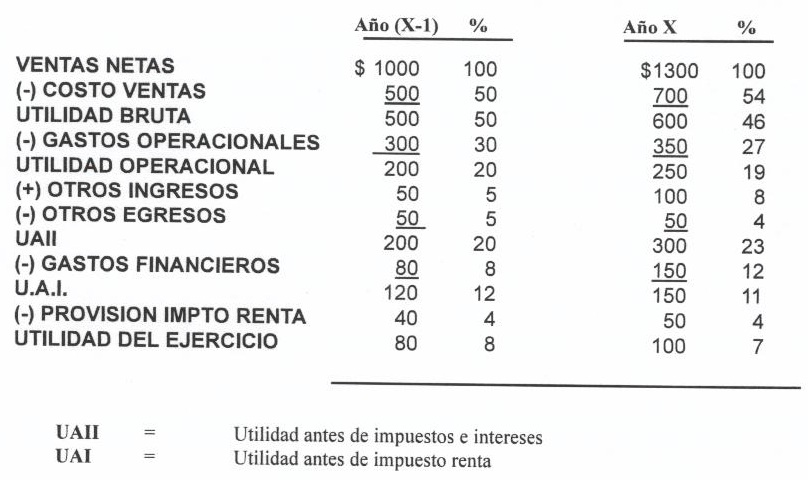 Año (X-1) % Año X %
VENTAS NETAS $ 1000 100 $1300 100
(-) COSTO VENTAS 500 50 700 54
UTILIDAD BRUTA 500 50 600 46
(-) GASTOS OPERACIONALES 300 30 350 27
UTILIDAD OPERACIONAL 200 20 250 19
(+) OTROS INGRESOS 50 5 100 8
(-) OTROS EGRESOS 50 5 50 4
UAII 200 20 300 23
(-) GASTOS FINANCIEROS 80 8 150 12
U.A.I. 120 12 150 11
(-) PROVISION IMPTO RENTA 40 4 50 4
UTILIDAD DEL EJERCICIO 80 8 100 7
UAII = Utilidad antes de impuestos e intereses
UAI = Utilidad antes de impuesto renta